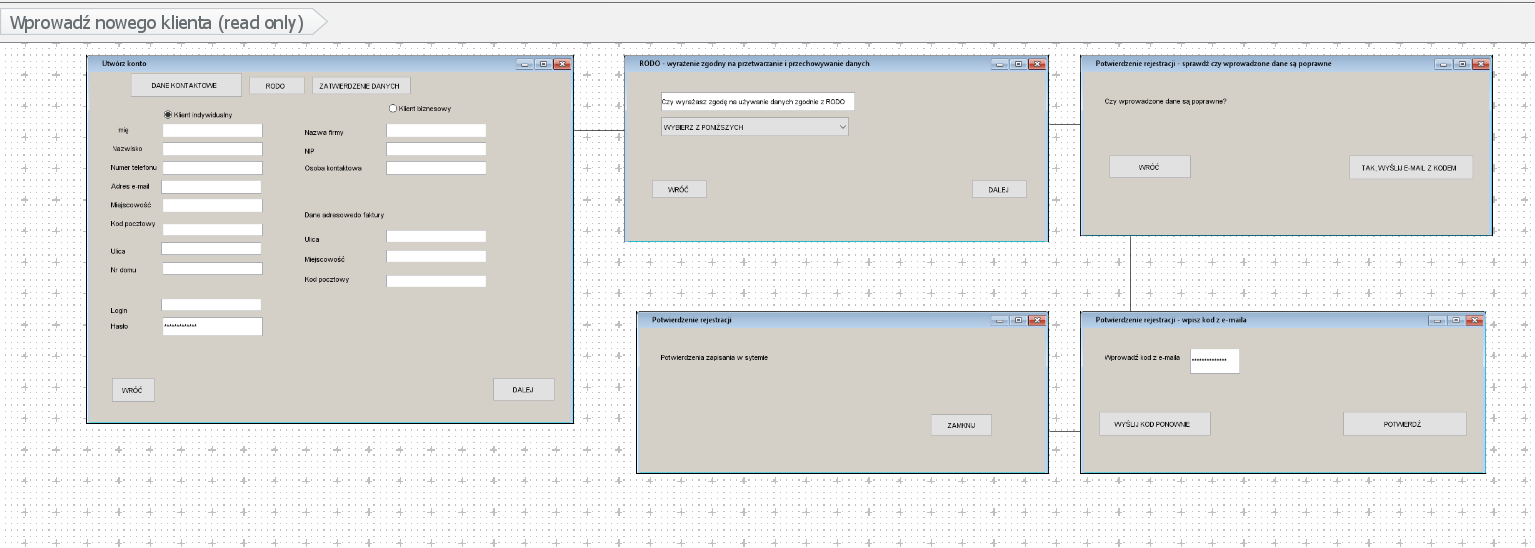 Wprowadź nowego klienta (read only)
Utwórz konto
DANE KONTAKTOWE
RODO
ZATWIERDZENIE DANYCH
Klient indywidualny
Klient biznesowy
mię
Nazwisko
Numer telefonu
Adres e-mail
Miejscowość
Kod pocztowy
Ulica
Nr domu
Login
Hasło
*************
Nazwa firmy
NIP
Osoba kontaktowa
Dane adresowedo faktury
Ulica
Miejscowość
Kod pocztowy
WRÓĆ
DALEJ
RODO - wyrażenie zgodny na przetwarzanie i przechowywanie danych
Czy wyrażasz zgodę na używanie danych zgodnie z RODO
WYBIERZ Z PONIŻSZYCH
WRÓĆ
DALEJ
Potwierdzenie rejestracji - sprawdź czy wprowadzone dane są poprawne
Czy wprowadzone dane są poprawne?
WRÓĆ
TAK, WYŚLIJ E-MAIL Z KODEM
Potwierdzenie rejestracji
Potwierdzenia zapisania w sytemie
ZAMKNIJ
Potwierdzenie rejestracji - wpisz kod z e-maila
Wprowadź kod z e-maila
**************
WYŚLIJ KOD PONOWNIE
POTWIERDŹ